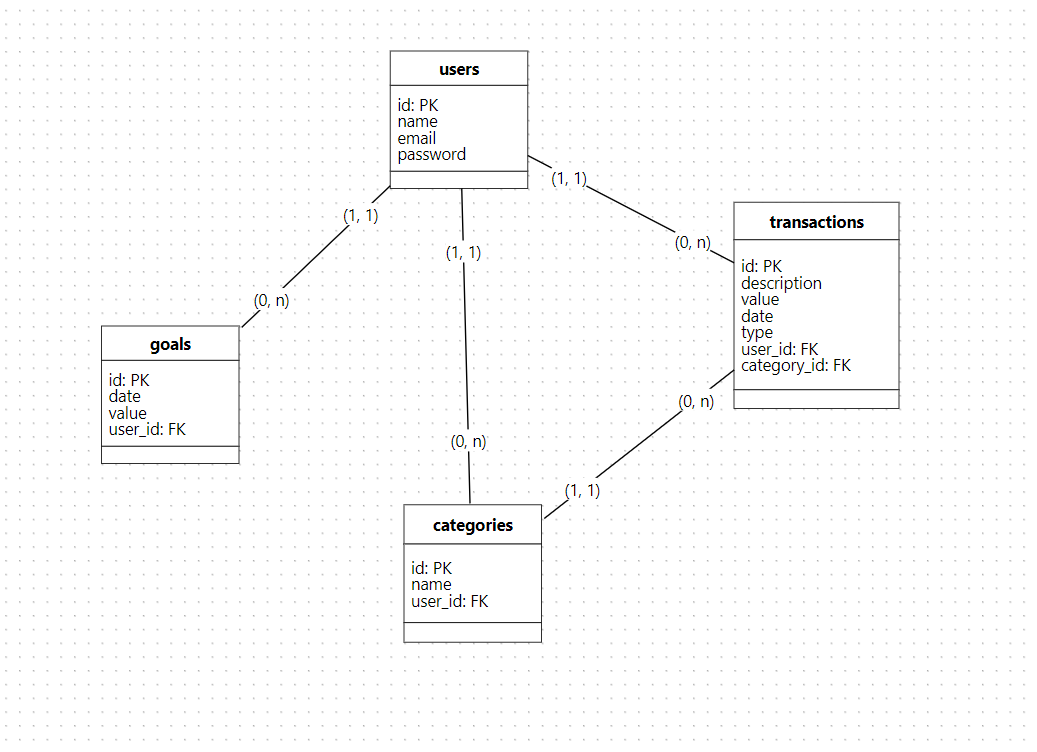 users
id: PK
name
email
password
(1, 1)
(1, 1)
(1, 1)
(0, n)
transactions
id: PK
description
value
date
type
user_id: FK
category_id: FK
(0, n)
goals
id: PK
date
value
user_id: FK
(0, n)
(0, n)
(1, 1)
categories
id: PK
name
user_id: FK